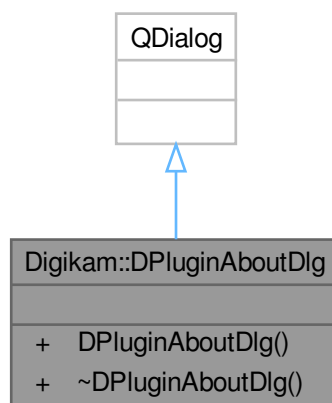 QDialog
Digikam::DPluginAboutDlg
+ DPluginAboutDlg()
+ ~DPluginAboutDlg()